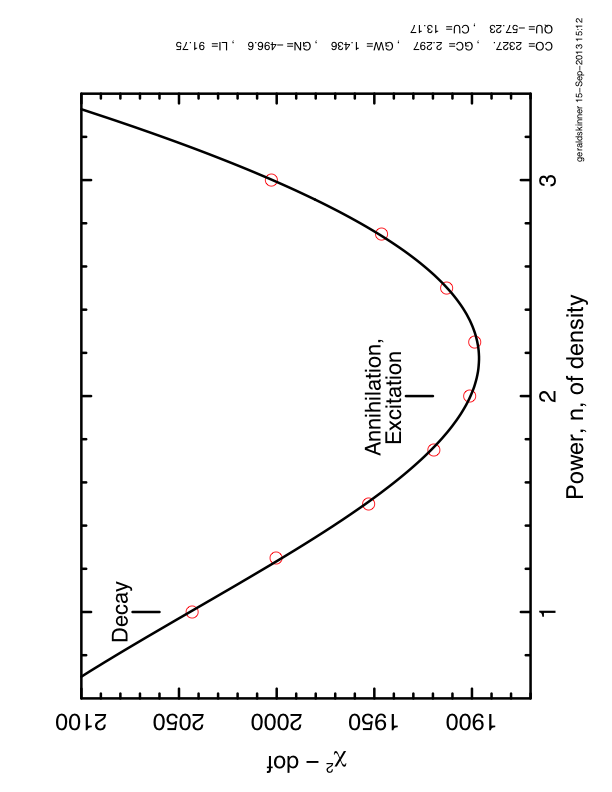 χ² − dof
2100
2050
2000
1950
1900
Decay
Annihilation,
Excitation
1
2
3
Power, n, of density
CO= 2327. , GC= 2.297 , GW= 1.436 , GN=−496.6 , LI= 91.75
QU=−57.23 , CU= 13.17
geraldskinner 15−Sep−2013 15:12